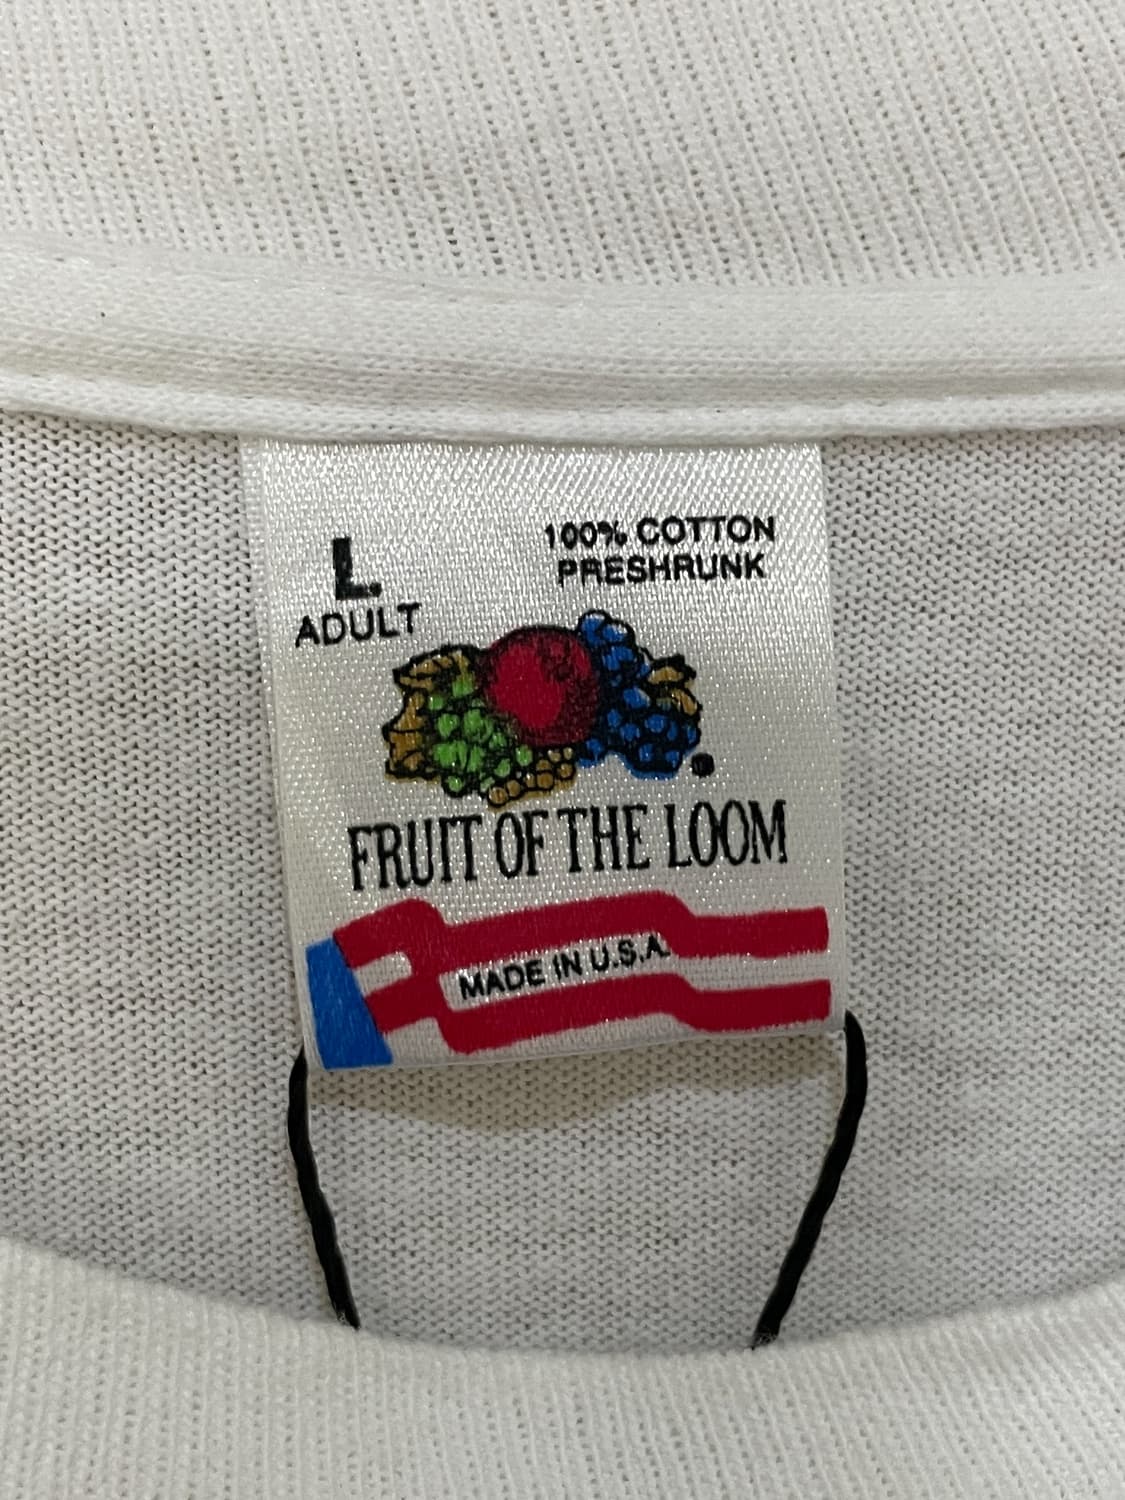 100% COTTON
PRESHRUNK
L
ADULT
FRUIT OF THE LOOM
MADE IN U.S.A.